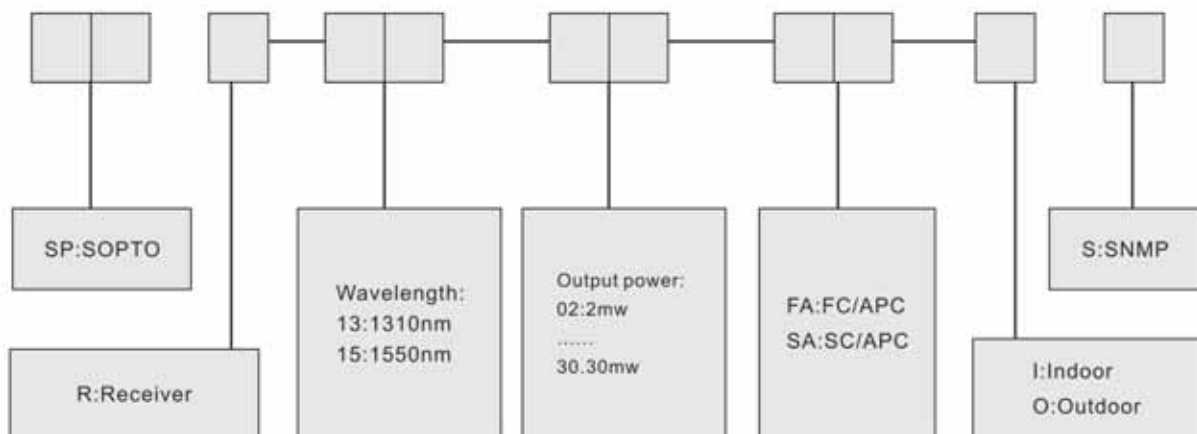 SP:SOPTO
R:Receiver
Wavelength:
13:1310nm
15:1550nm
Output power:
02:2mw
......
30.30mw
FA:FC/APC
SA:SC/APC
S:SNMP
I:Indoor
O:Outdoor